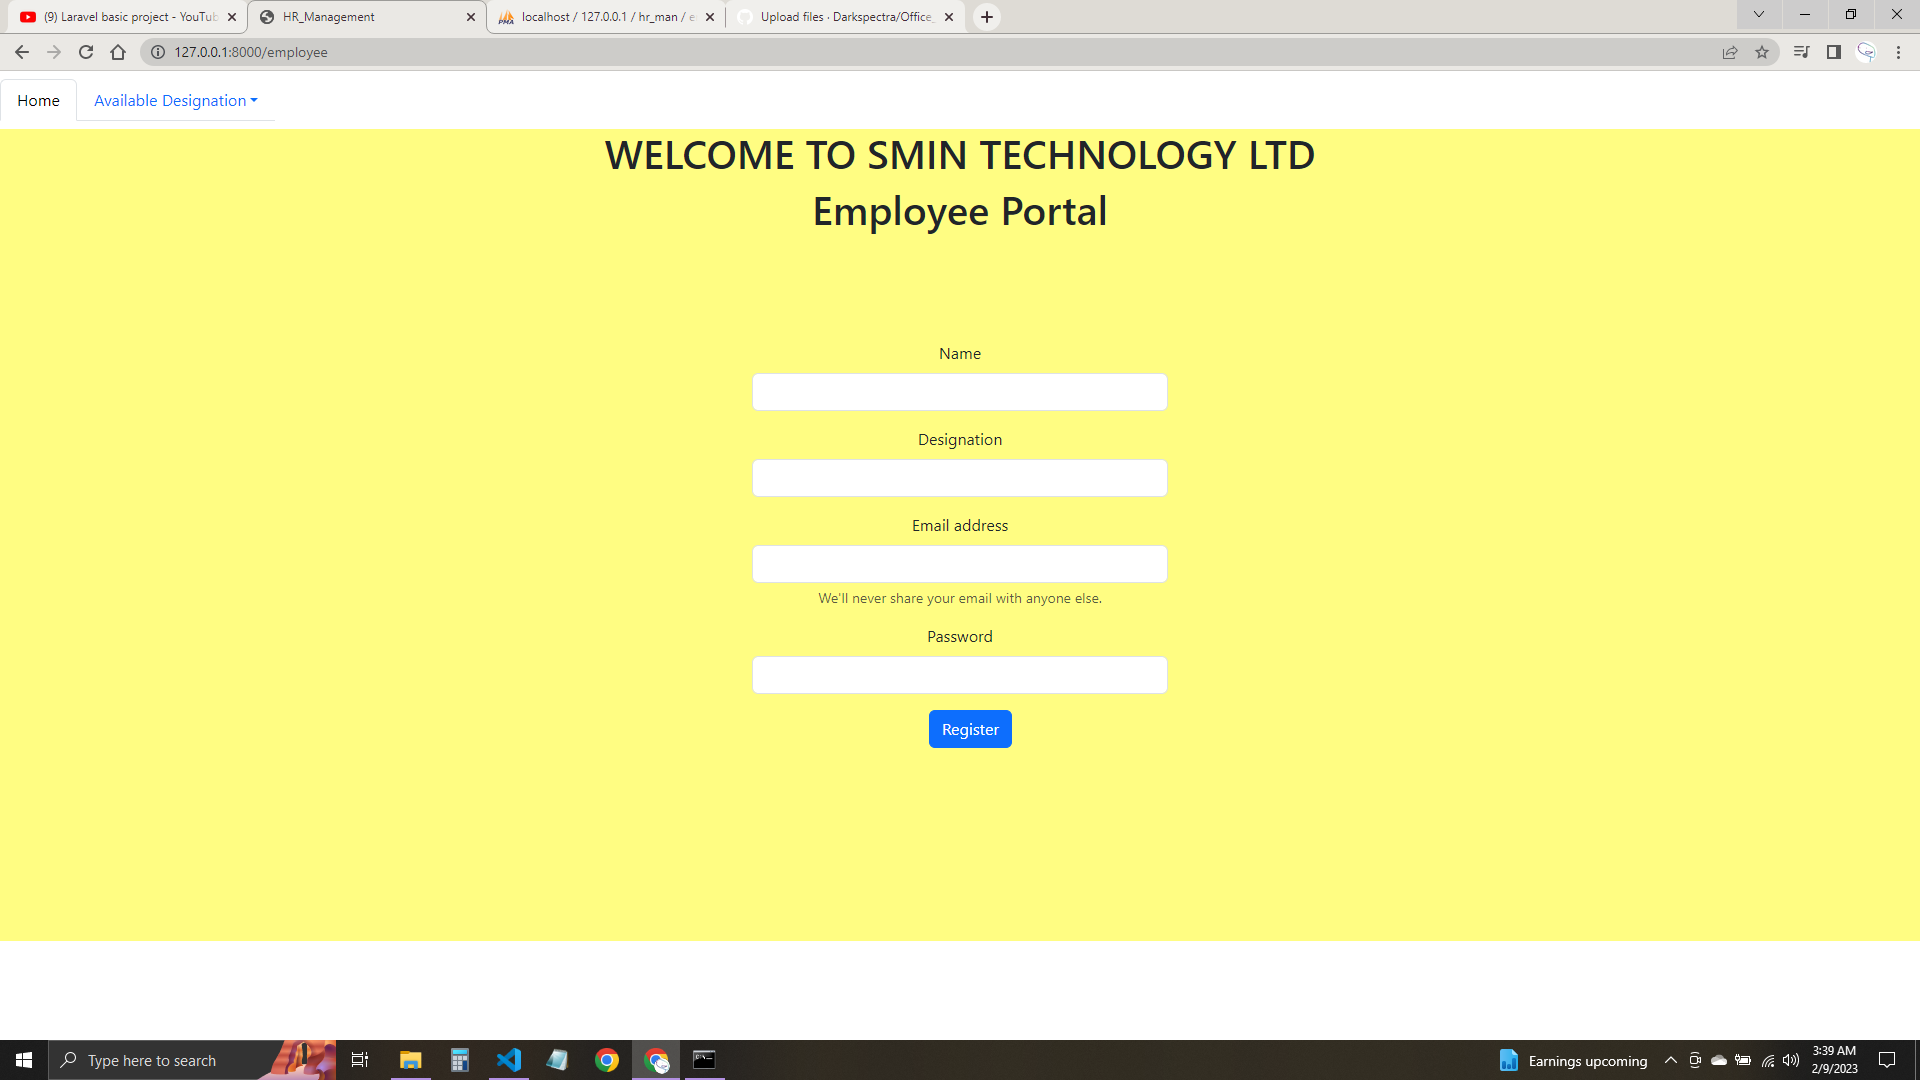 (9) Laravel basic project - YouTub
HR_Management
localhost / 127.0.0.1 / hr_man / e
Upload files · Darkspectra/Office_
127.0.0.1:8000/employee
Home
Available Designation
WELCOME TO SMIN TECHNOLOGY LTD
Employee Portal
Name
Designation
Email address
We'll never share your email with anyone else.
Password
Register
Type here to search
Earnings upcoming
3:39 AM
2/9/2023